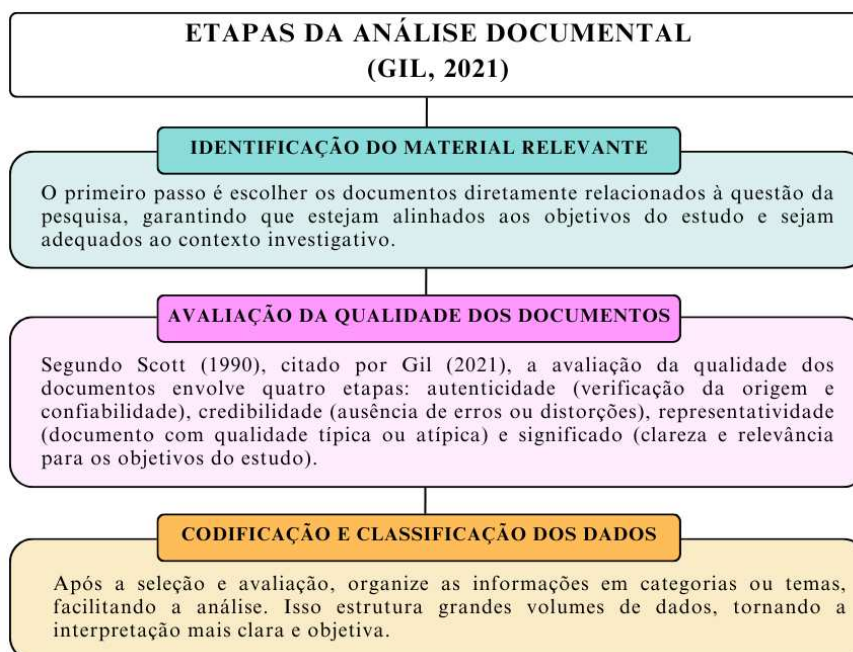 ETAPAS DA ANÁLISE DOCUMENTAL
(GIL, 2021)
IDENTIFICAÇÃO DO MATERIAL RELEVANTE
O primeiro passo é escolher os documentos diretamente relacionados à questão da
pesquisa, garantindo que estejam alinhados aos objetivos do estudo e sejam
adequados ao contexto investigativo.
AVALIAÇÃO DA QUALIDADE DOS DOCUMENTOS
Segundo Scott (1990), citado por Gil (2021), a avaliação da qualidade dos
documentos envolve quatro etapas: autenticidade (verificação da origem e
confiabilidade), credibilidade (ausência de erros ou distorções), representatividade
(documento com qualidade típica ou atípica) e significado (clareza e relevância
para os objetivos do estudo).
CODIFICAÇÃO E CLASSIFICAÇÃO DOS DADOS
Após a seleção e avaliação, organize as informações em categorias ou temas,
facilitando a análise. Isso estrutura grandes volumes de dados, tornando a
interpretação mais clara e objetiva.